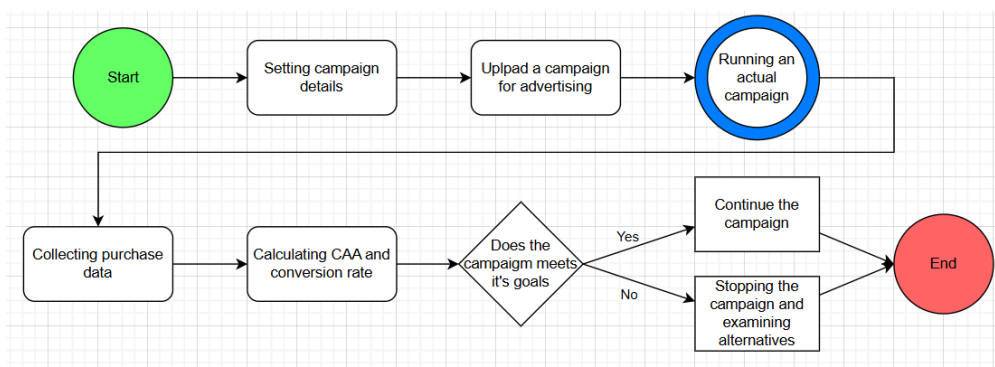 Start
Setting campaign
details
Uplpad a campaign
for advertising
Running an
actual
campaign
Collecting purchase
data
Calculating CAA and
conversion rate
Does the
campaigm meets
it's goals
Yes
No
Continue the
campaign
Stopping the
campaign and
examining
alternatives
End